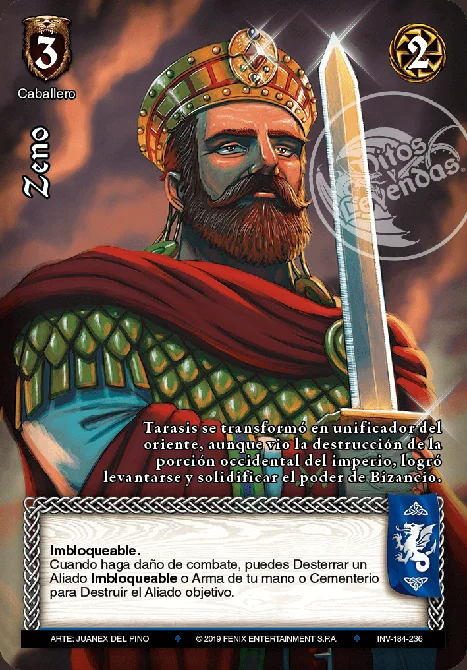 3
2
Caballero
Zeno
Mitos
y
Leyendas.
Tarasis se transformó en unificador del
oriente, aunque vio la destrucción de la
porción occidental del imperio, logró
levantarse y solidificar el poder de Bizancio.
Imbloqueable.
Cuando haga daño de combate, puedes Desterrar un
Aliado Imbloqueable o Arma de tu mano o Cementerio
para Destruir el Aliado objetivo.
ARTE: JUANEX DEL PINO © 2019 FENIX ENTERTAINMENT S.P.A INV-184-236